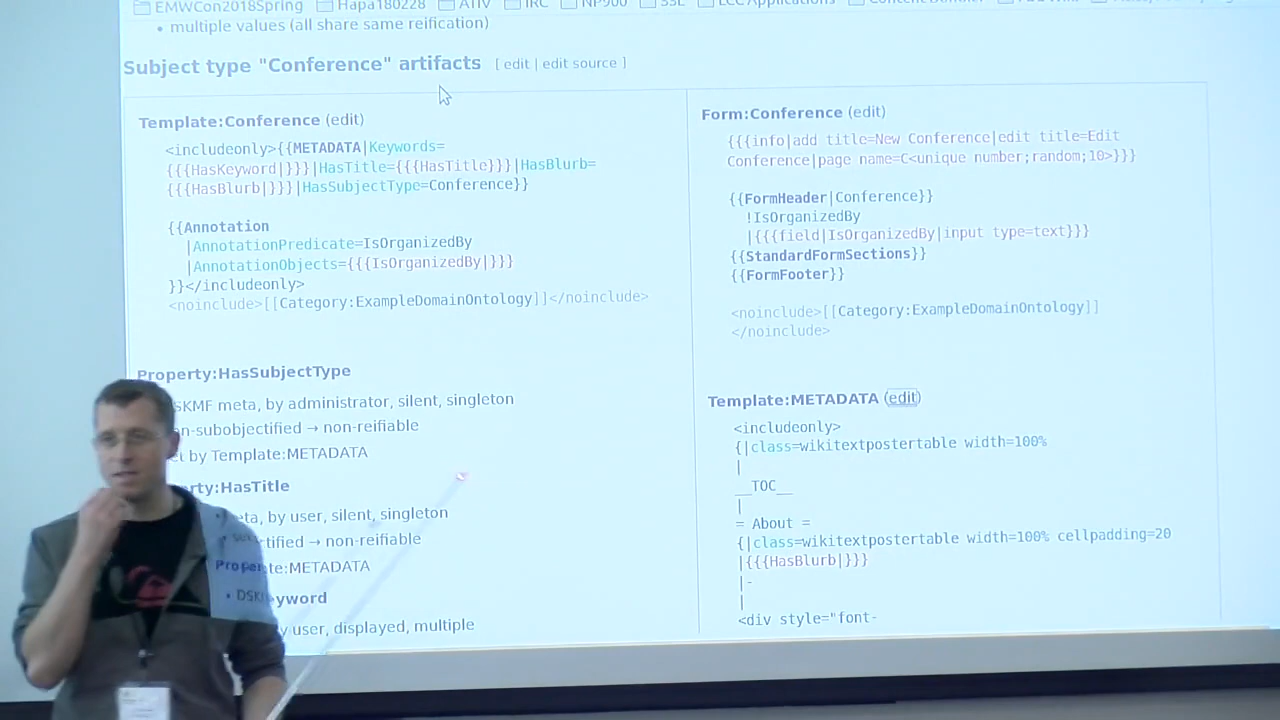 EMWCon2018Spring Hapa180228 ATIV IRC NP900 SSL
• multiple values (all share same reification)
Subject type "Conference" artifacts [ edit | edit source ]
Template:Conference (edit)
<includeonly>{{METADATA|Keywords=
{{{HasKeyword|}}}|HasTitle={{{HasTitle}}}|HasBlurb=
{{{HasBlurb|}}}|HasSubjectType=Conference}}
{{Annotation
|AnnotationPredicate=IsOrganizedBy
|AnnotationObjects={{{IsOrganizedBy|}}}
}}</includeonly>
<noinclude>[[Category:ExampleDomainOntology]]</noinclude>
Property:HasSubjectType
SKMF meta, by administrator, silent, singleton
on-subobjectified → non-reifiable
et by Template:METADATA
rty:HasTitle
eta, by user, silent, singleton
tified → non-reifiable
te:METADATA
eyword
y user, displayed, multiple
Form:Conference (edit)
{{{info|add title=New Conference|edit title=Edit
Conference|page name=C<unique number;random;10>}}}
{{FormHeader|Conference}}
!IsOrganizedBy
|{{{field|IsOrganizedBy|input type=text}}}
{{StandardFormSections}}
{{FormFooter}}
<noinclude>[[Category:ExampleDomainOntology]]
</noinclude>
Template:METADATA (edit)
<includeonly>
{|class=wikitextpostertable width=100%
|
__TOC__
|
= About =
{|class=wikitextpostertable width=100% cellpadding=20
|{{{HasBlurb|}}}
|-
|
<div style="font-